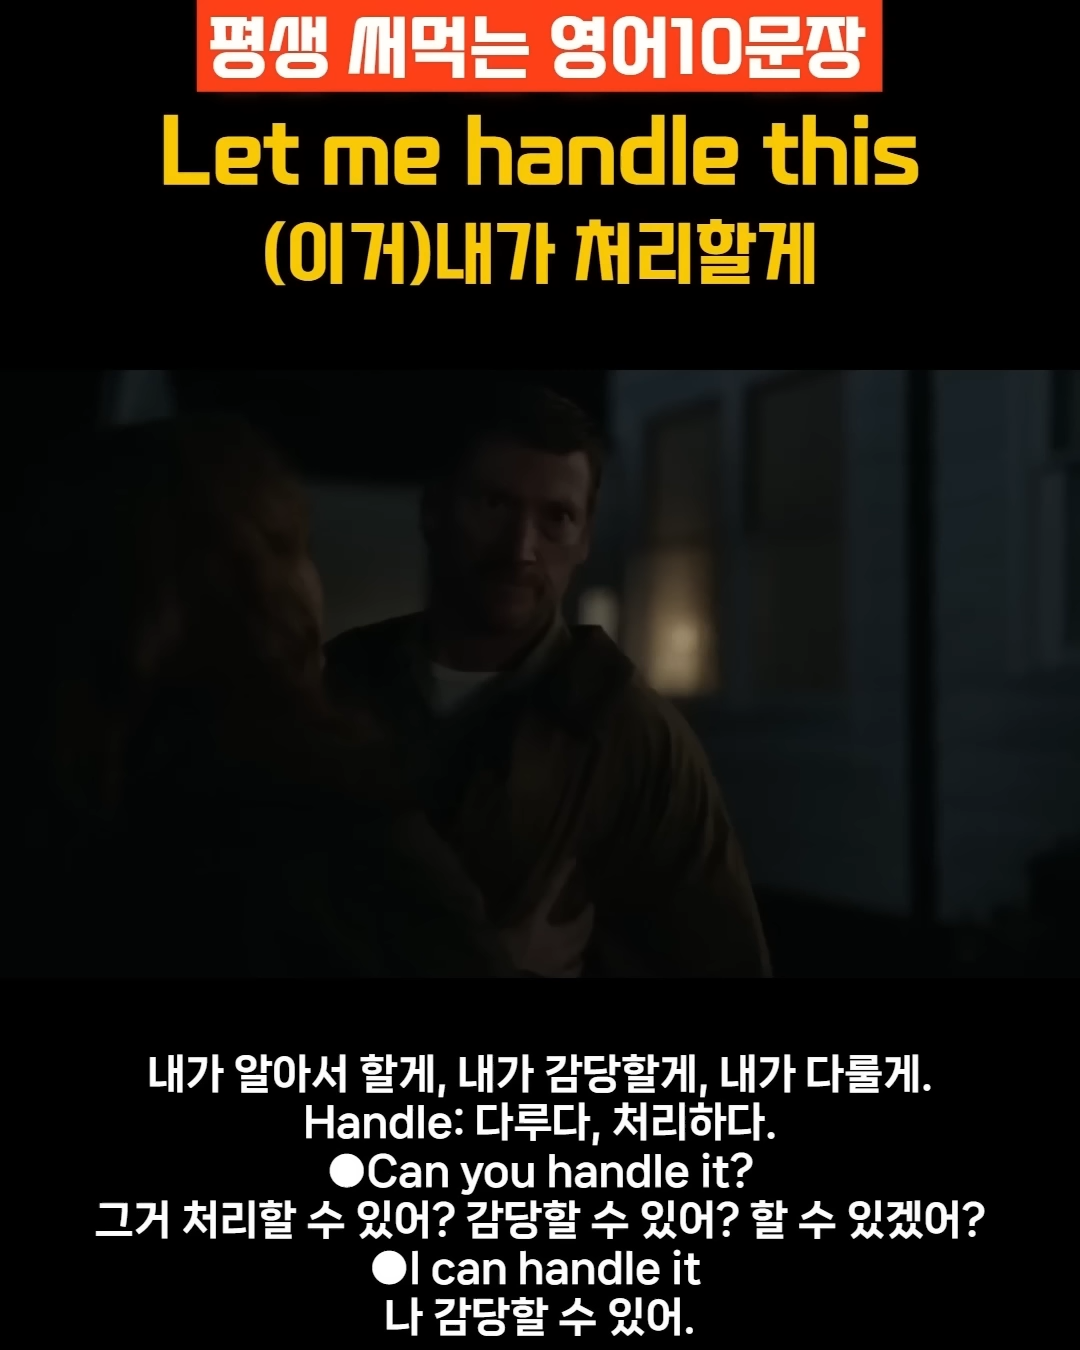 평생 써먹는 영어10문장
Let me handle this
(이거)내가 처리할게
내가 알아서 할게, 내가 감당할게, 내가 다룰게.
Handle: 다루다, 처리하다.
●Can you handle it?
그거 처리할 수 있어? 감당할 수 있어? 할 수 있겠어?
●I can handle it
나 감당할 수 있어.